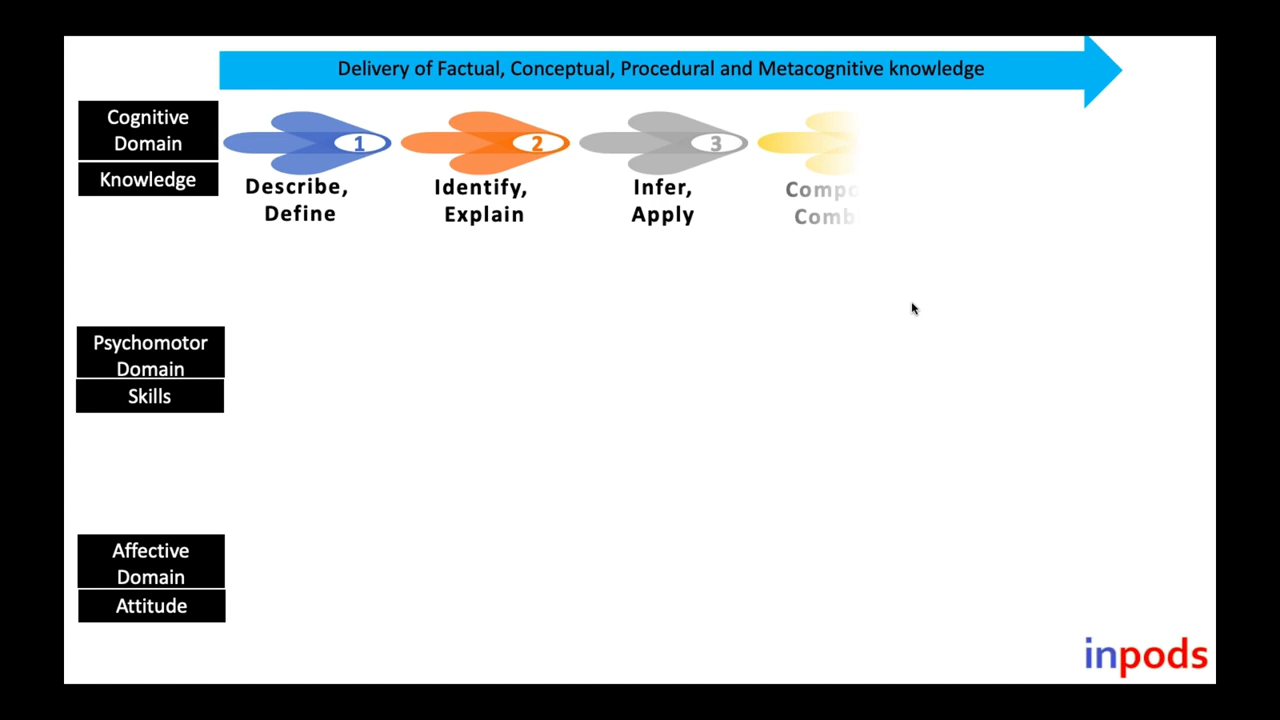 Delivery of Factual, Conceptual, Procedural and Metacognitive knowledge
Cognitive
Domain
Knowledge
1
2
3
Describe,
Define
Identify,
Explain
Infer,
Apply
Psychomotor
Domain
Skills
Affective
Domain
Attitude
inpods